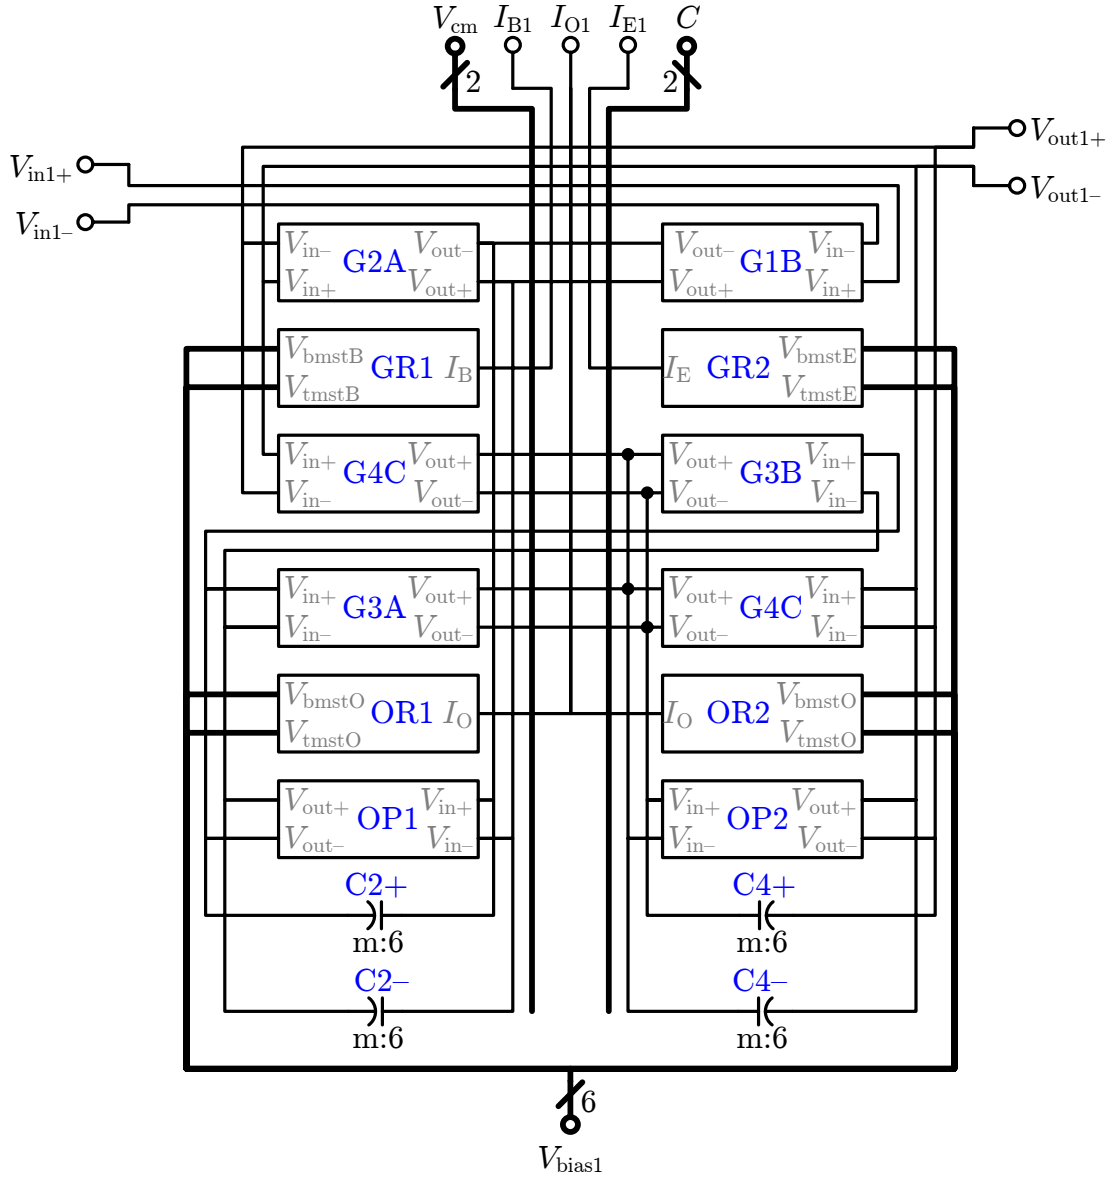 Vcm IB1 IO1 IE1 C
2 2
Vout1+
Vin1+
Vout1–
Vin1–
Vin– G2A Vout–
Vin+ Vout+
Vout– G1B Vin–
Vout+ Vin+
VbmstB GR1 IB
VtmstB
IE GR2 VbmstE
VtmstE
Vin+ G4C Vout+
Vin– Vout–
Vout+ G3B Vin+
Vout– Vin–
Vin+ G3A Vout+
Vin– Vout–
Vout+ G4C Vin+
Vout– Vin–
VbmstO OR1 IO
VtmstO
IO OR2 VbmstO
VtmstO
Vout+ OP1 Vin+
Vout– Vin–
Vin+ OP2 Vout+
Vin– Vout–
C2+ C4+
m:6 m:6
C2– C4–
m:6 m:6
6
Vbias1